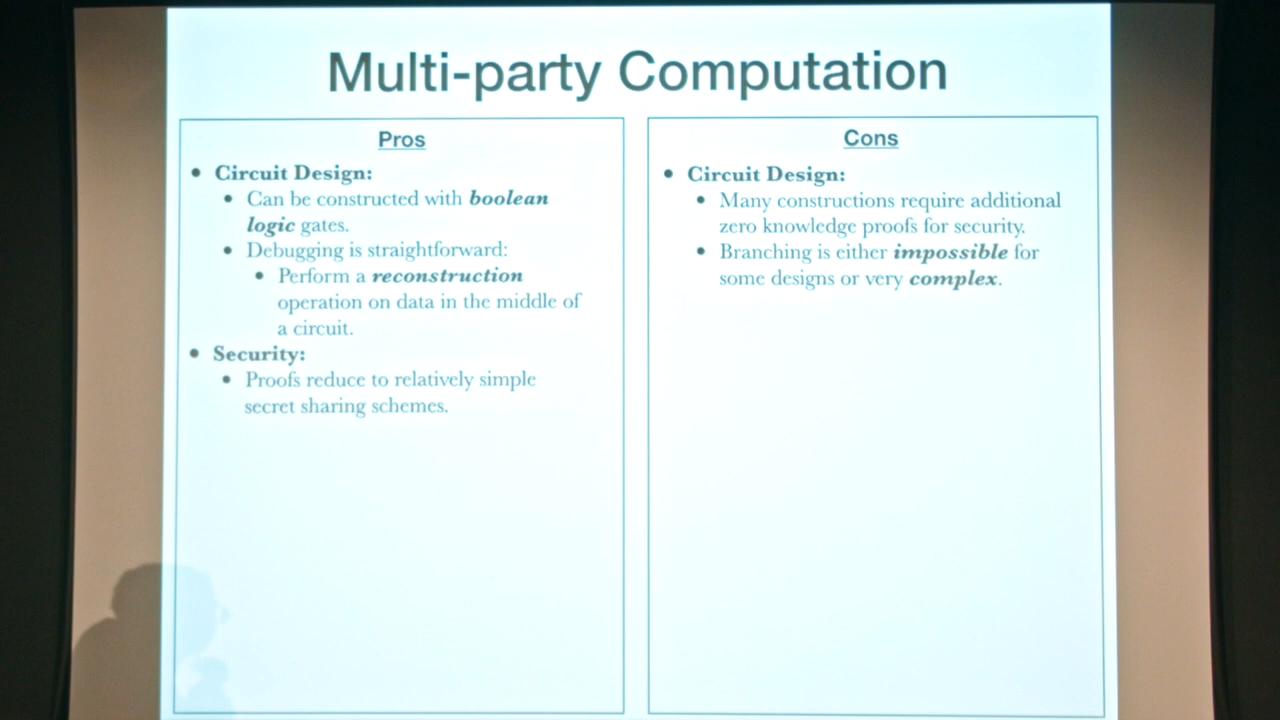 Multi-party Computation
Pros
• Circuit Design:
• Can be constructed with boolean
logic gates.
• Debugging is straightforward:
• Perform a reconstruction
operation on data in the middle of
a circuit.
• Security:
• Proofs reduce to relatively simple
secret sharing schemes.
Cons
• Circuit Design:
• Many constructions require additional
zero knowledge proofs for security.
• Branching is either impossible for
some designs or very complex.